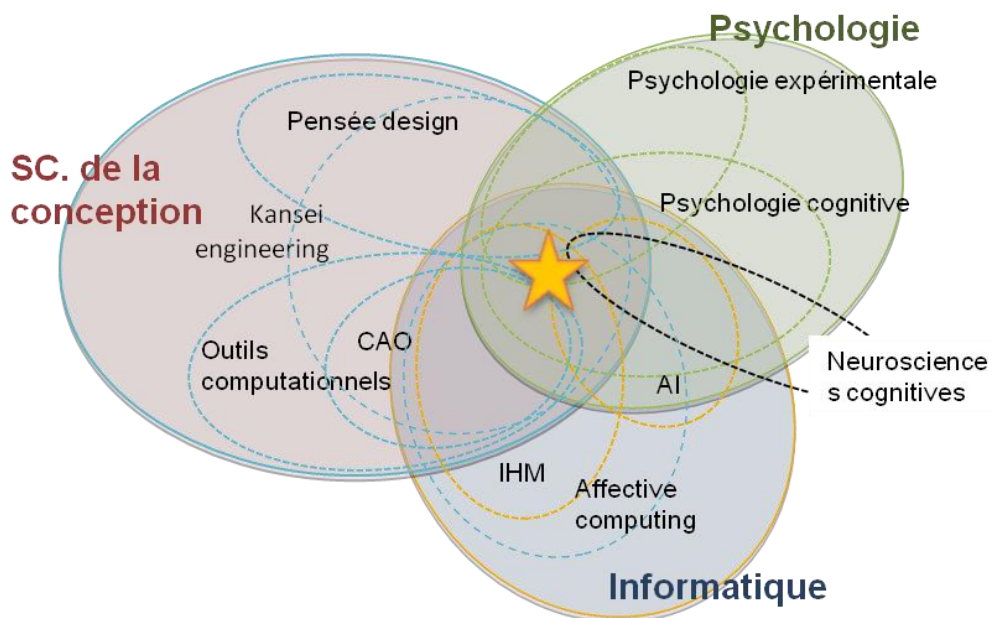 Psychologie
Psychologie expérimentale
Pensée design
SC. de la
conception
Psychologie cognitive
Kansei
engineering
CAO
Outils
computationnels
Neuroscience
s cognitives
AI
IHM
Affective
computing
Informatique